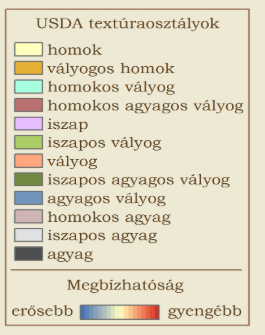 USDA textúraosztályok
homok
vályogos homok
homokos vályog
homokos agyagos vályog
iszap
iszapos vályog
vályog
iszapos agyagos vályog
agyagos vályog
homokos agyag
iszapos agyag
agyag
Megbízhatóság
erősebb gyengébb